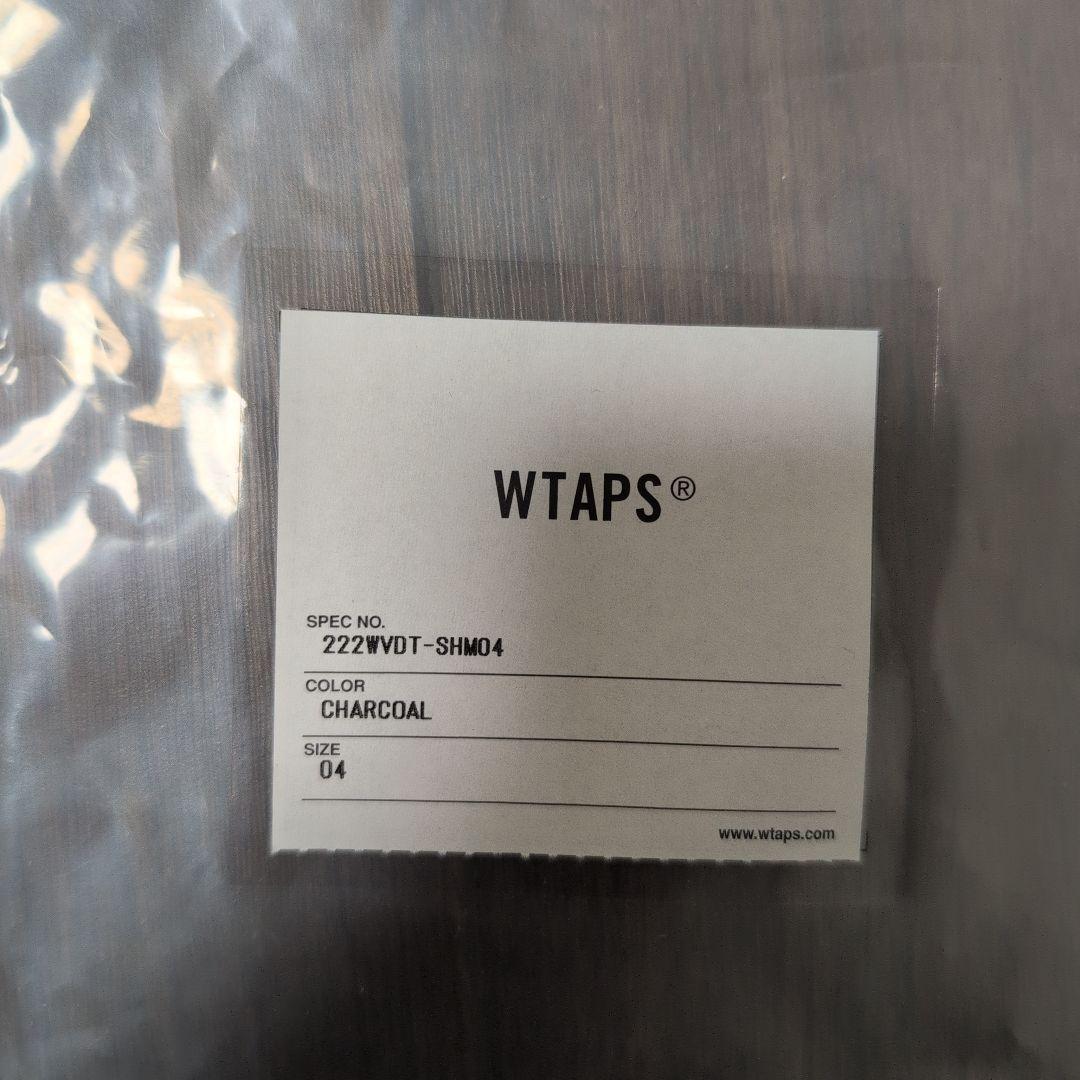 WTAPS®
SPEC NO.
222WVDT-SHM04
COLOR
CHARCOAL
SIZE
04
www.wtaps.com